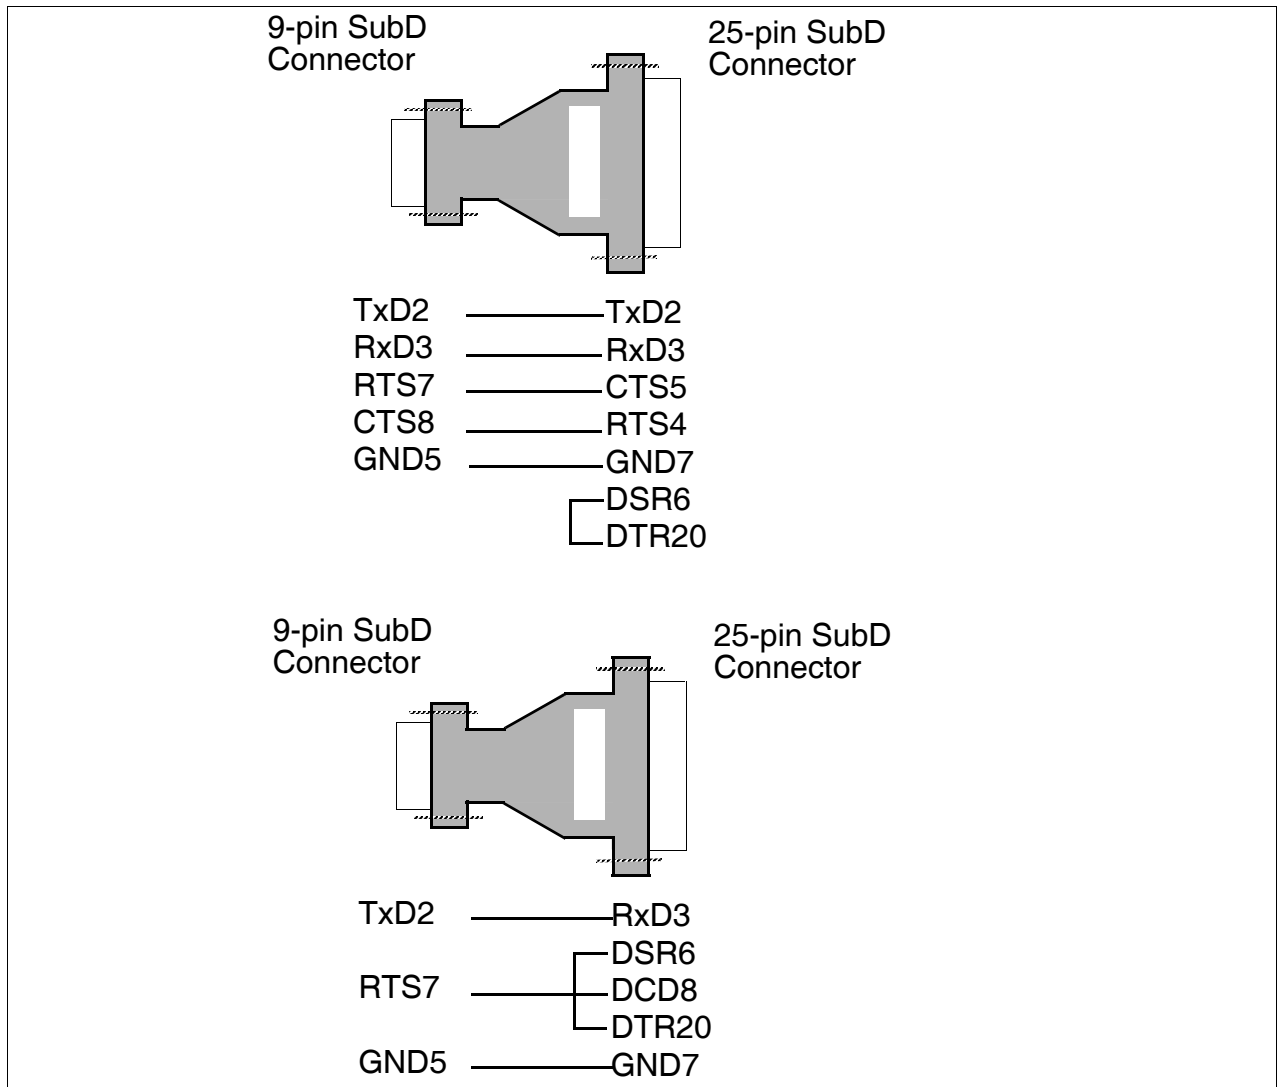 9-pin SubD
Connector
25-pin SubD
Connector
TxD2 TxD2
RxD3 RxD3
RTS7 CTS5
CTS8 RTS4
GND5 GND7
DSR6
DTR20
9-pin SubD
Connector
25-pin SubD
Connector
TxD2 RxD3
DSR6
RTS7 DCD8
DTR20
GND5 GND7